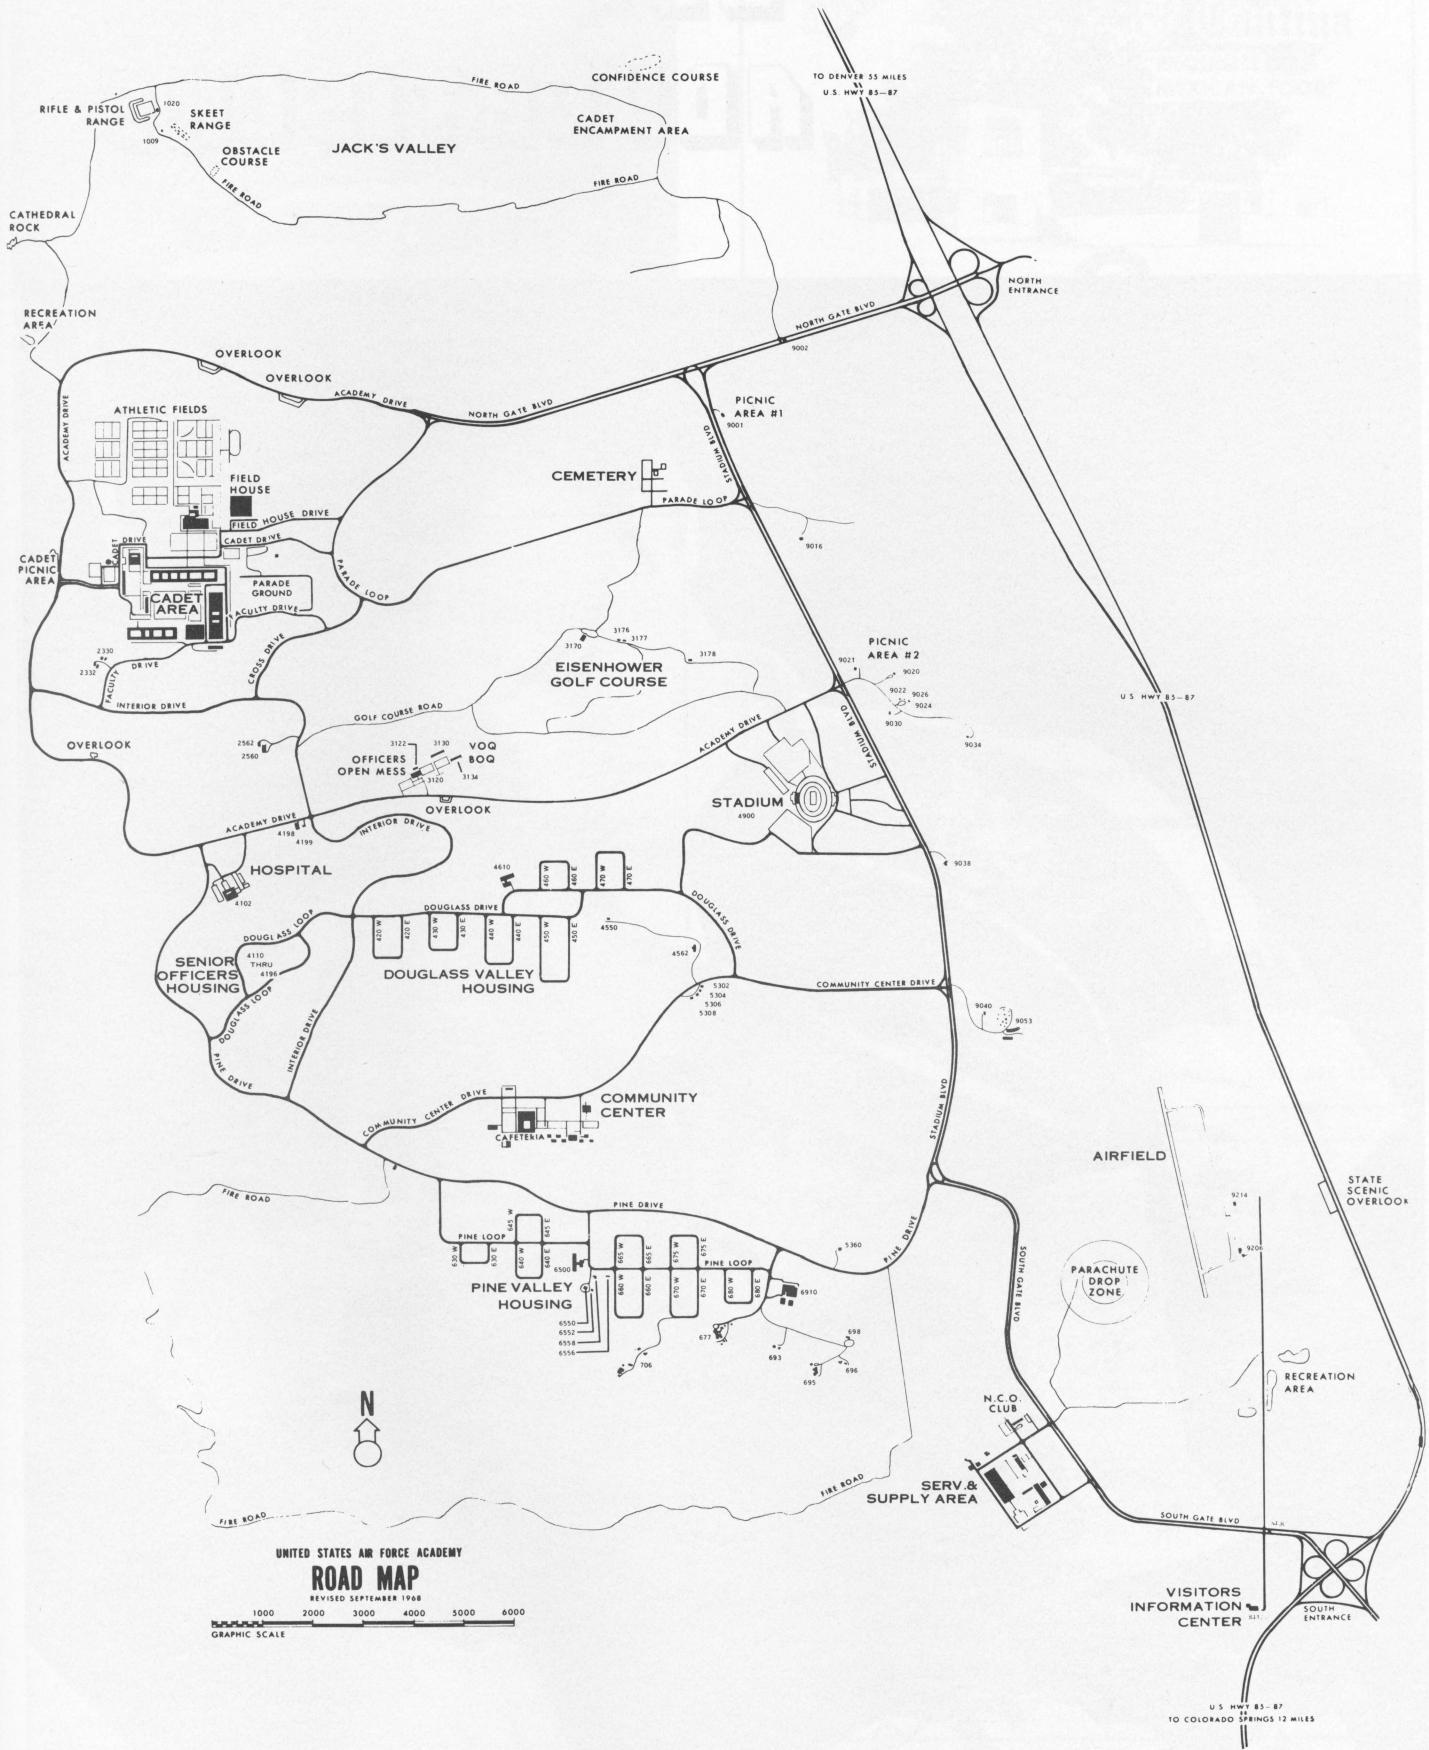 TO DENVER 55 MILES
U.S. HWY 85-87
CONFIDENCE COURSE
FIRE ROAD
RIFLE & PISTOL
RANGE
1020
SKEET
RANGE
1009
CADET
ENCAMPMENT AREA
JACK'S VALLEY
OBSTACLE
COURSE
FIRE ROAD
FIRE ROAD
CATHEDRAL
ROCK
NORTH
ENTRANCE
RECREATION
AREA
NORTH GATE BLVD
9002
OVERLOOK
OVERLOOK
ACADEMY DRIVE
ACADEMY DRIVE
NORTH GATE BLVD
PICNIC
AREA #1
9001
ATHLETIC FIELDS
STADIUM BLVD
FIELD
HOUSE
CEMETERY
PARADE LOOP
FIELD HOUSE DRIVE
CADET DRIVE
CADET
DRIVE
9016
CADET
PICNIC
AREA
PARADE
GROUND
PARADE LOOP
CADET
AREA
ACULTY DRIVE
CROSS DRIVE
3176
3177
3170
3178
EISENHOWER
GOLF COURSE
PICNIC
AREA #2
9021
9020
9022
9026
9024
9030
9034
U.S. HWY 85-87
2330
2332
FACULTY
DRIVE
INTERIOR DRIVE
GOLF COURSE ROAD
ACADEMY DRIVE
STADIUM BLVD
OVERLOOK
2562
2560
3122
3130
VOQ
BOQ
OFFICERS
OPEN MESS
3120
3134
OVERLOOK
STADIUM
4900
ACADEMY DRIVE
4198
4199
INTERIOR DRIVE
HOSPITAL
4102
4610
460 W
460 E
470 W
470 E
9038
DOUGLASS DRIVE
DOUGLASS DRIVE
420 W
420 E
430 W
430 E
440 W
440 E
450 W
450 E
4550
4562
DOUGLASS LOOP
4110
THRU
4196
SENIOR
OFFICERS
HOUSING
DOUGLASS VALLEY
HOUSING
5302
5304
5306
5308
COMMUNITY CENTER DRIVE
9040
9053
DOUGLASS LOOP
INTERIOR DRIVE
PINE DRIVE
COMMUNITY CENTER DRIVE
COMMUNITY
CENTER
CAFETERIA
STADIUM BLVD
AIRFIELD
STATE
SCENIC
OVERLOOK
9214
9206
FIRE ROAD
PINE DRIVE
645 W
645 E
PINE LOOP
630 W
630 E
640 W
640 E
6500
665 W
665 E
675 W
675 E
PINE LOOP
660 W
660 E
670 W
670 E
680 W
680 E
5360
PINE DRIVE
6910
PINE VALLEY
HOUSING
6550
6552
6558
6556
677
706
693
698
696
695
SOUTH GATE BLVD
PARACHUTE
DROP
ZONE
RECREATION
AREA
N.C.O.
CLUB
N
SERV. &
SUPPLY AREA
FIRE ROAD
FIRE ROAD
SOUTH GATE BLVD
UNITED STATES AIR FORCE ACADEMY
ROAD MAP
REVISED SEPTEMBER 1968
1000 2000 3000 4000 5000 6000
GRAPHIC SCALE
VISITORS
INFORMATION
CENTER
SOUTH
ENTRANCE
U.S. HWY 85-87
TO COLORADO SPRINGS 12 MILES